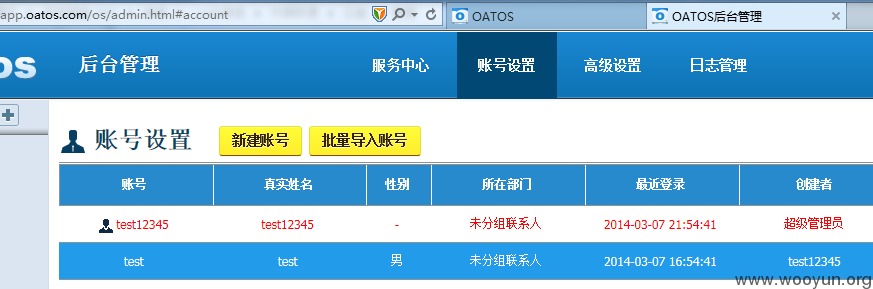 app.oatos.com/os/admin.html#account
OATOS
OATOS后台管理
os 后台管理 服务中心 账号设置 高级设置 日志管理
账号设置 新建账号 批量导入账号
账号 真实姓名 性别 所在部门 最近登录 创建者
test12345 test12345 - 未分组联系人 2014-03-07 21:54:41 超级管理员
test test 男 未分组联系人 2014-03-07 16:54:41 test12345
www.wooyun.org